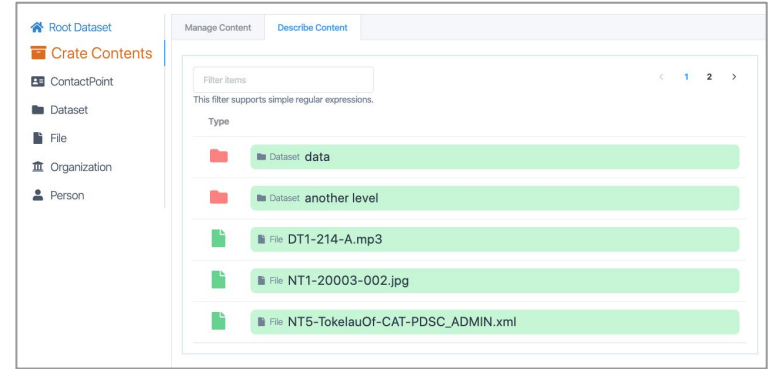 Root Dataset
Crate Contents
ContactPoint
Dataset
File
Organization
Person
Manage Content
Describe Content
Filter items
1 2
This filter supports simple regular expressions.
Type
Dataset data
Dataset another level
File DT1-214-A.mp3
File NT1-20003-002.jpg
File NT5-TokelauOf-CAT-PDSC_ADMIN.xml